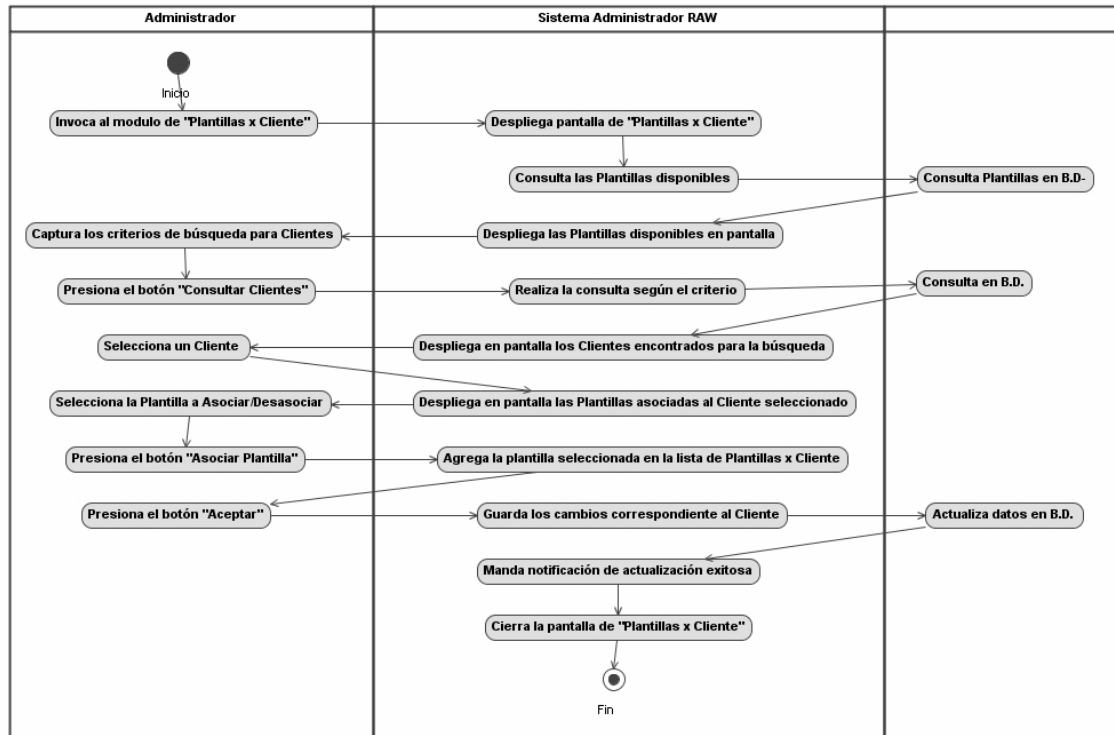 Administrador
Sistema Administrador RAW
Inicio
Invoca al modulo de "Plantillas x Cliente"
Despliega pantalla de "Plantillas x Cliente"
Consulta las Plantillas disponibles
Consulta Plantillas en B.D-
Captura los criterios de búsqueda para Clientes
Despliega las Plantillas disponibles en pantalla
Presiona el botón "Consultar Clientes"
Realiza la consulta según el criterio
Consulta en B.D.
Selecciona un Cliente
Despliega en pantalla los Clientes encontrados para la búsqueda
Selecciona la Plantilla a Asociar/Desasociar
Despliega en pantalla las Plantillas asociadas al Cliente seleccionado
Presiona el botón "Asociar Plantilla"
Agrega la plantilla seleccionada en la lista de Plantillas x Cliente
Presiona el botón "Aceptar"
Guarda los cambios correspondiente al Cliente
Actualiza datos en B.D.
Manda notificación de actualización exitosa
Cierra la pantalla de "Plantillas x Cliente"
Fin